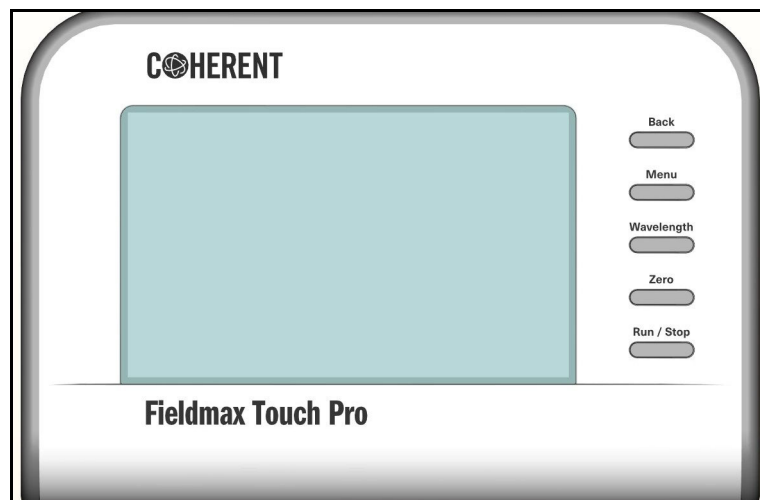 COHERENT
Back
Menu
Wavelength
Zero
Run / Stop
Fieldmax Touch Pro